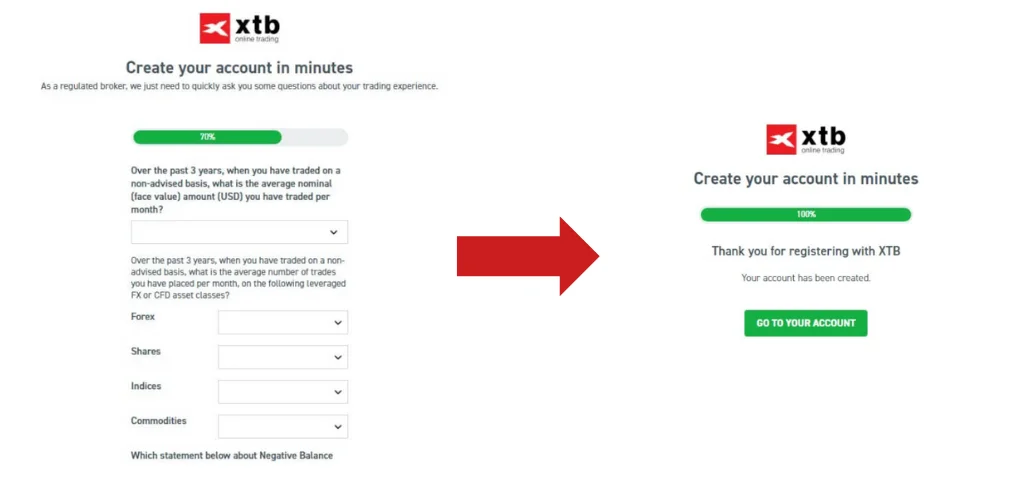 xtb
online trading
Create your account in minutes
As a regulated broker, we just need to quickly ask you some questions about your trading experience.
70%
Over the past 3 years, when you have traded on a
non-advised basis, what is the average nominal
(face value) amount (USD) you have traded per
month?
Over the past 3 years, when you have traded on a non-
advised basis, what is the average number of trades
you have placed per month, on the following leveraged
FX or CFD asset classes?
Forex
Shares
Indices
Commodities
Which statement below about Negative Balance
xtb
online trading
Create your account in minutes
100%
Thank you for registering with XTB
Your account has been created.
GO TO YOUR ACCOUNT